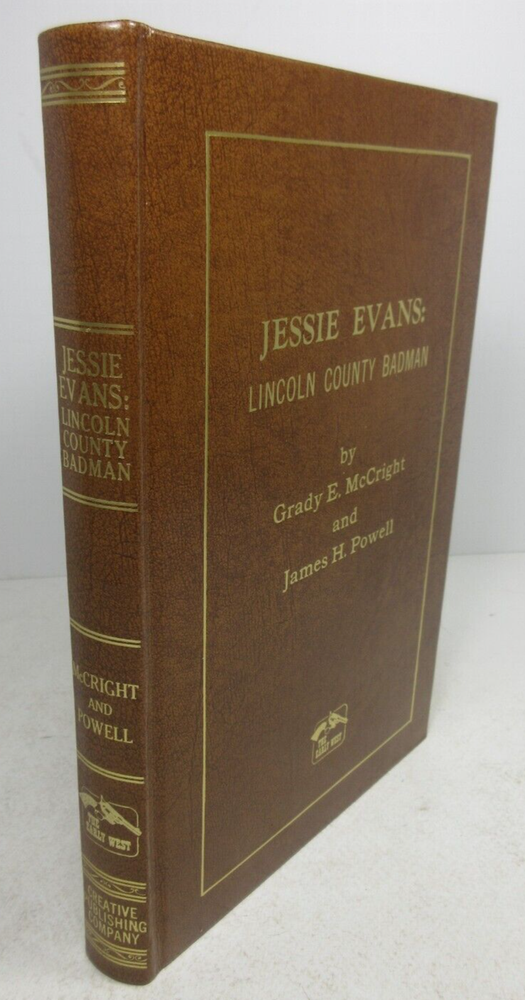 JESSIE EVANS:
LINCOLN COUNTY BADMAN
by
Grady E. McCright
and
James H. Powell
THE
EARLY WEST
JESSIE
EVANS:
LINCOLN
COUNTY
BADMAN
McCRIGHT
AND
POWELL
THE
EARLY WEST
CREATIVE
PUBLISHING
COMPANY